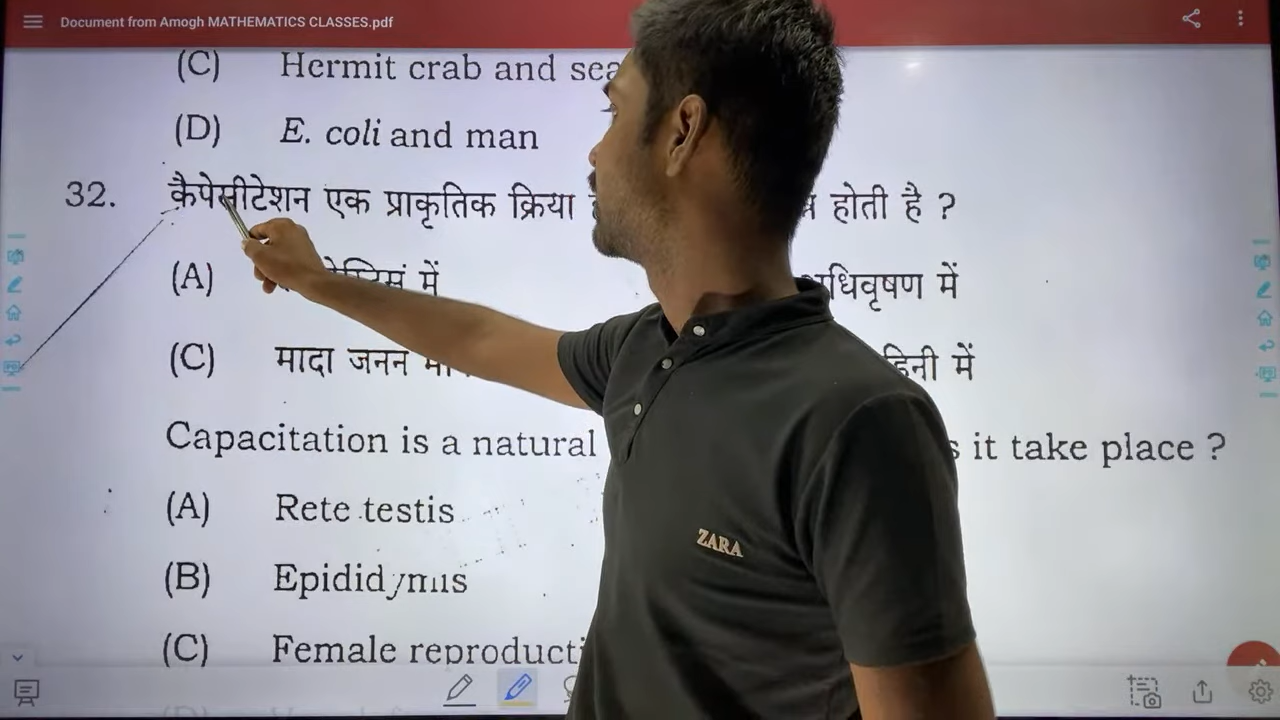 Document from Amogh MATHEMATICS CLASSES.pdf
(C) Hermit crab and sea
(D) E. coli and man
32. कैपेसीटेशन एक प्राकृतिक क्रिया होती है ?
(A) में अधिवृषण में
(C) मादा जनन में
Capacitation is a natural it take place ?
(A) Rete testis
(B) Epididymis
(C) Female reproducti
ZARA